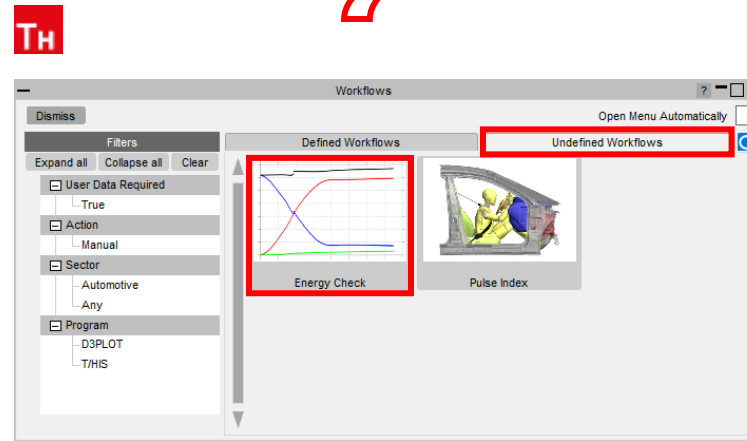 TH
Workflows ?
Dismiss Open Menu Automatically
Filters Defined Workflows Undefined Workflows
Expand all Collapse all Clear
User Data Required
True
Action
Manual
Sector
Automotive
Any
Program
D3PLOT
T/HIS
Energy Check Pulse Index